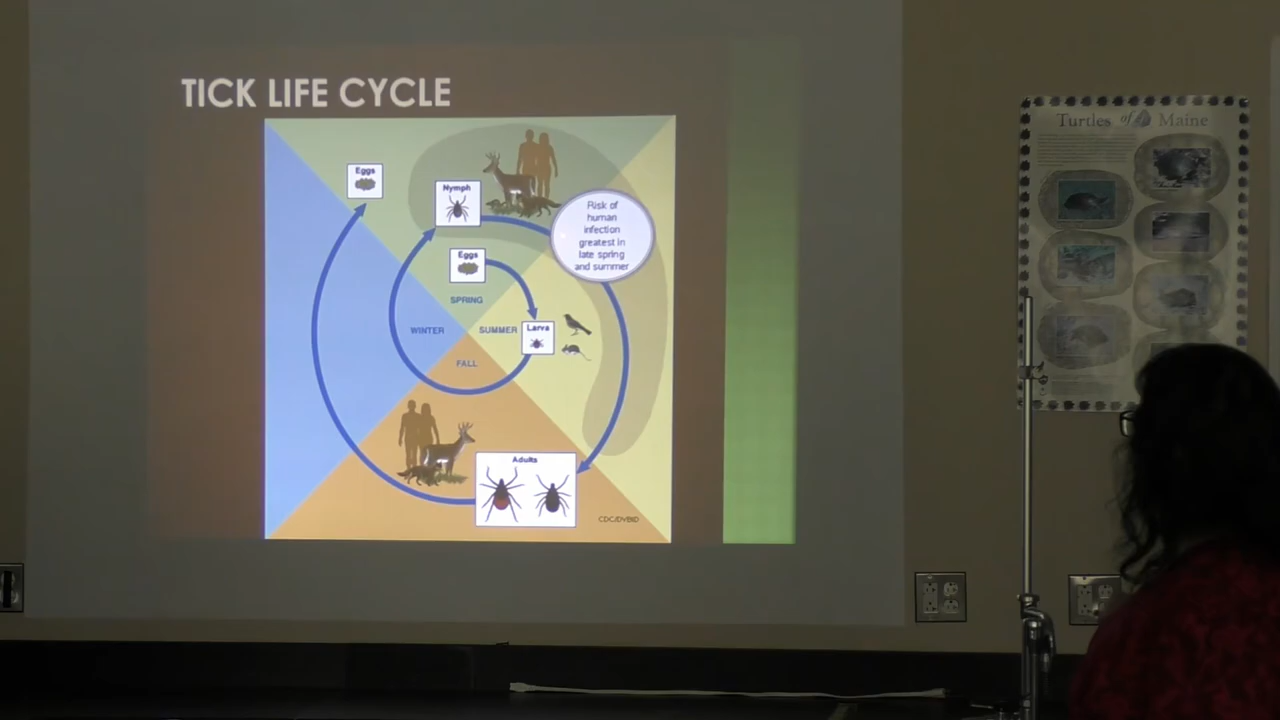 TICK LIFE CYCLE
Eggs
Nymph
Risk of
human
infection
greatest in
late spring
and summer
Eggs
SPRING
WINTER
SUMMER
Larva
FALL
Adults
CDC/DVBID
Turtles of Maine